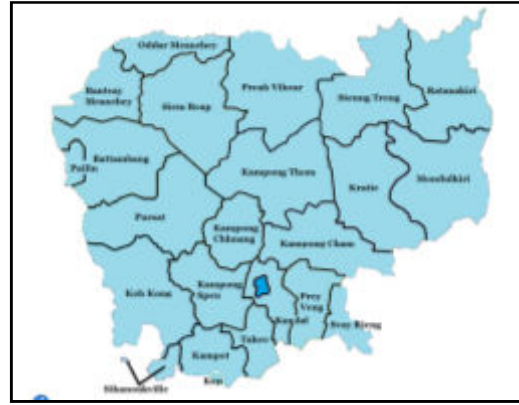 Oddar Meanchey
Preah Vihear
Banteay
Meanchey
Siem Reap
Steung Treng
Ratanakiri
Battambang
Pailin
Kampong Thom
Kratie
Mondulkiri
Pursat
Kampong
Chhnang
Kampong Cham
Koh Kong
Kampong
Speu
Prey
Veng
Kandal
Svay Rieng
Takeo
Kampot
Kep
Sihanoukville